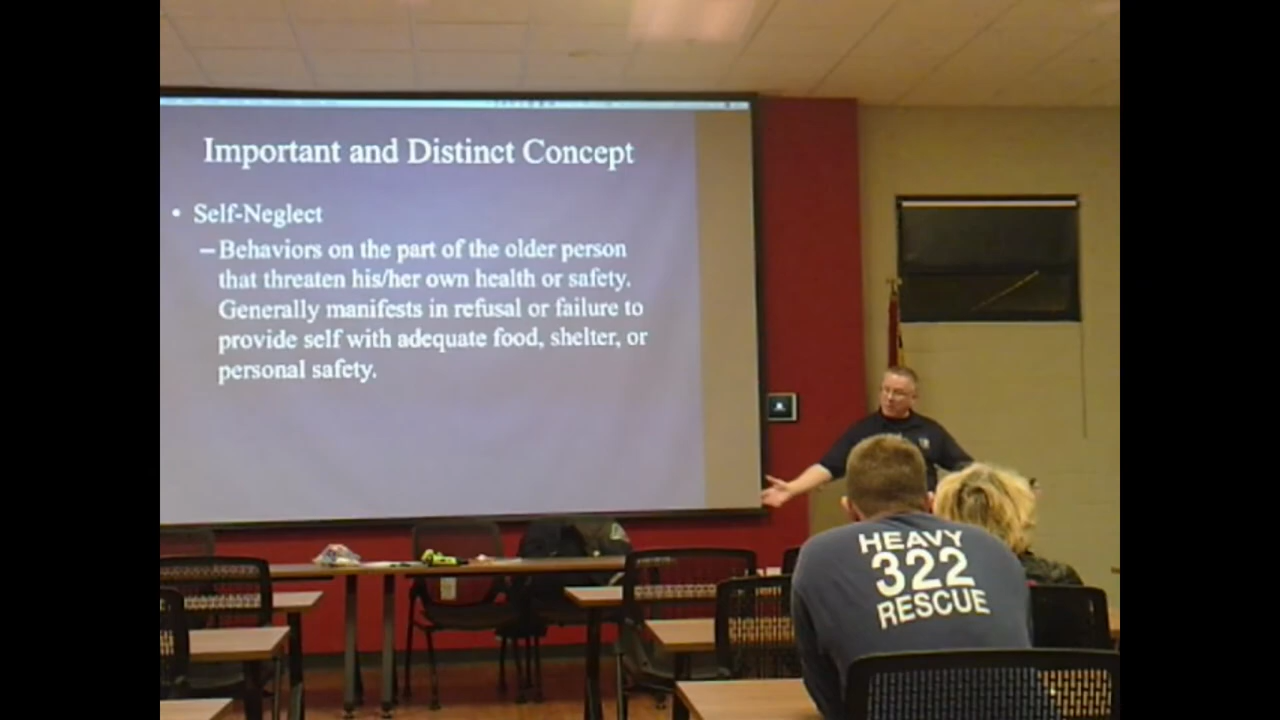 Important and Distinct Concept
• Self-Neglect
– Behaviors on the part of the older person
that threaten his/her own health or safety.
Generally manifests in refusal or failure to
provide self with adequate food, shelter, or
personal safety.
HEAVY
322
RESCUE